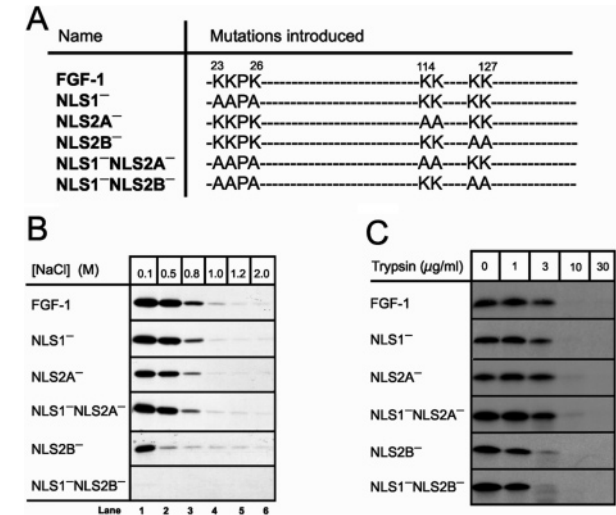 A
Name Mutations introduced
23 26 114 127
FGF-1 -KKPK-----------------------------KK----KK---------------
NLS1⁻ -AAPA-----------------------------KK----KK---------------
NLS2A⁻ -KKPK-----------------------------AA----KK---------------
NLS2B⁻ -KKPK-----------------------------KK----AA---------------
NLS1⁻NLS2A⁻ -AAPA-----------------------------AA----KK---------------
NLS1⁻NLS2B⁻ -AAPA-----------------------------KK----AA---------------
B
[NaCl] (M) 0.1 0.5 0.8 1.0 1.2 2.0
FGF-1
NLS1⁻
NLS2A⁻
NLS1⁻NLS2A⁻
NLS2B⁻
NLS1⁻NLS2B⁻
Lane 1 2 3 4 5 6
C
Trypsin (µg/ml) 0 1 3 10 30
FGF-1
NLS1⁻
NLS2A⁻
NLS1⁻NLS2A⁻
NLS2B⁻
NLS1⁻NLS2B⁻